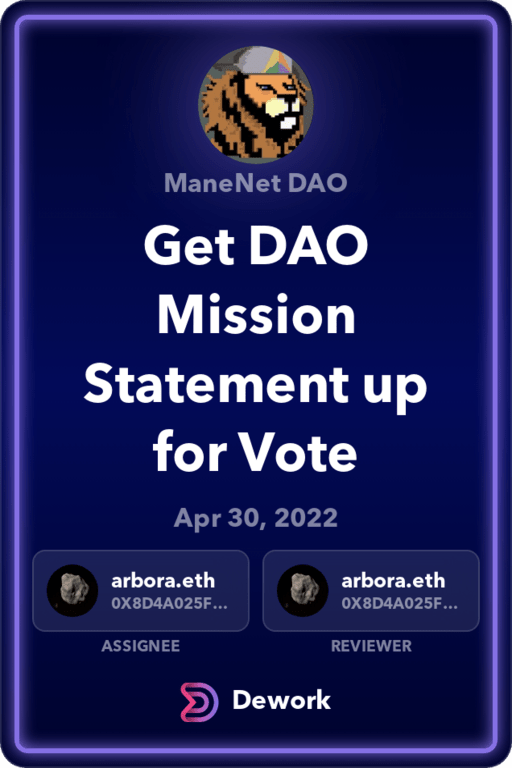 ManeNet DAO
Get DAO
Mission
Statement up
for Vote
Apr 30, 2022
arbora.eth
0X8D4A025F...
ASSIGNEE
arbora.eth
0X8D4A025F...
REVIEWER
Dework